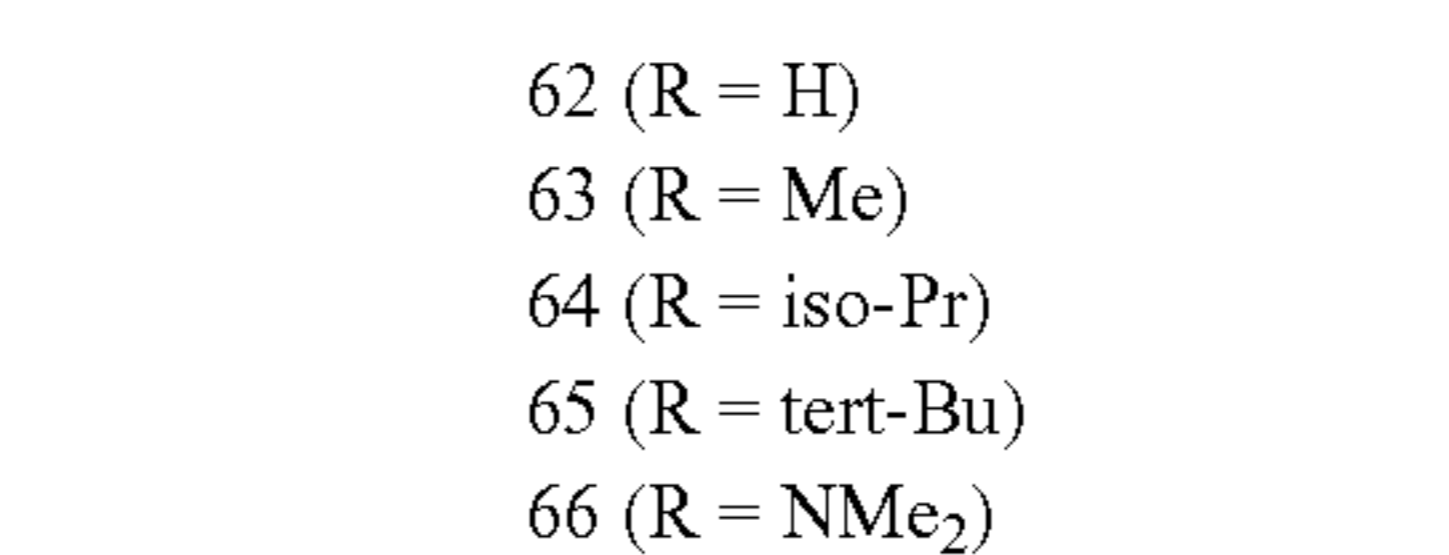 62 (R = H)
63 (R = Me)
64 (R = iso-Pr)
65 (R = tert-Bu)
66 (R = NMe₂)